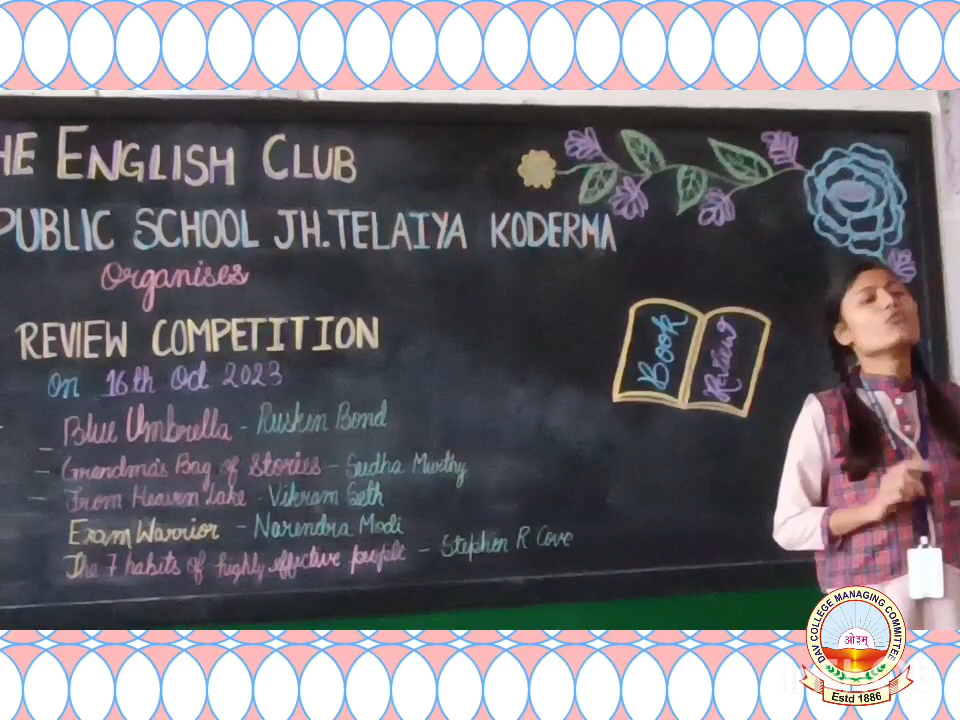 HE ENGLISH CLUB
PUBLIC SCHOOL JH.TELAIYA KODERMA
Organises
REVIEW COMPETITION
On 16th Oct 2023
Blue Umbrella - Ruskin Bond
- Grandma's Bag of Stories - Sudha Murthy
- From Heaven Lake - Vikram Seth
Exam Warrior - Narendra Modi
The 7 habits of highly effective people - Stephen R Cove
Book Review
DAV COLLEGE MANAGING COMMITTEE
ओ३म्
Estd 1886